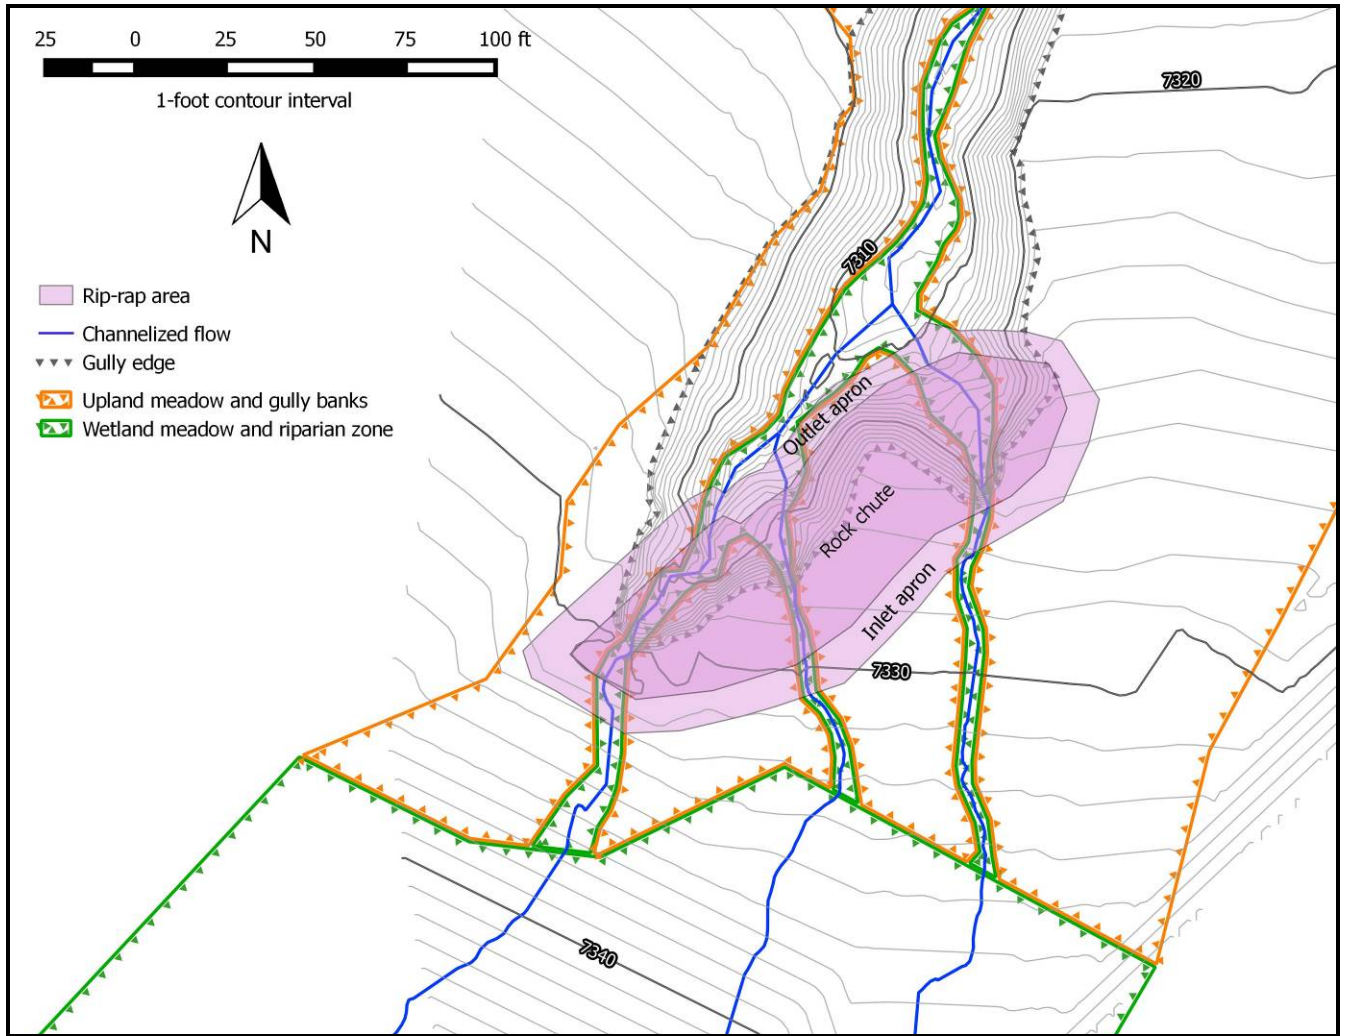 25 0 25 50 75 100 ft
1-foot contour interval
N
Rip-rap area
Channelized flow
Gully edge
Upland meadow and gully banks
Wetland meadow and riparian zone
7320
7310
Outlet apron
Rock chute
Inlet apron
7330
7340